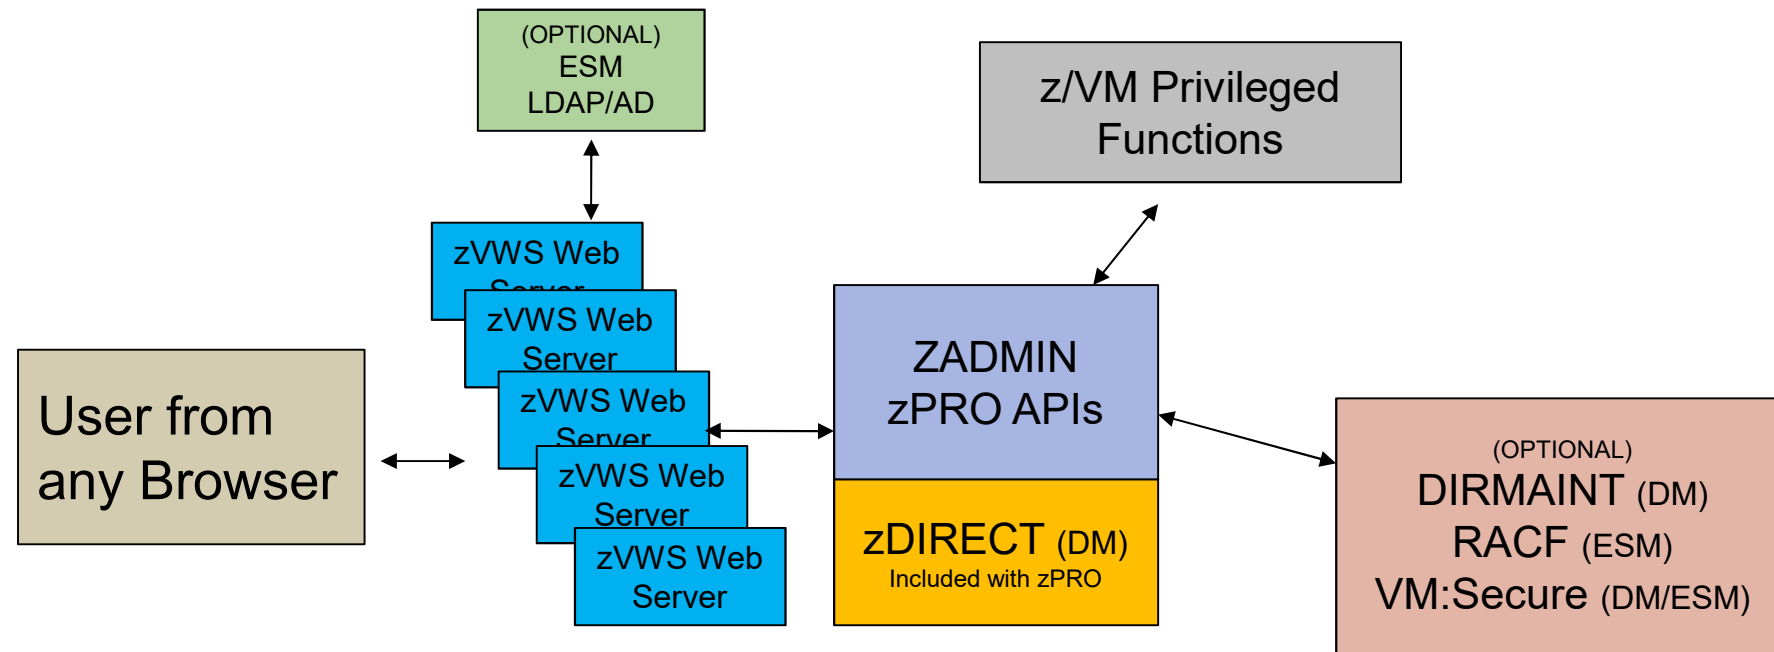 (OPTIONAL)
ESM
LDAP/AD
z/VM Privileged
Functions
zVWS Web
Server
zVWS Web
Server
zVWS Web
Server
zVWS Web
Server
zVWS Web
Server
User from
any Browser
ZADMIN
zPRO APIs
zDIRECT (DM)
Included with zPRO
(OPTIONAL)
DIRMAINT (DM)
RACF (ESM)
VM:Secure (DM/ESM)